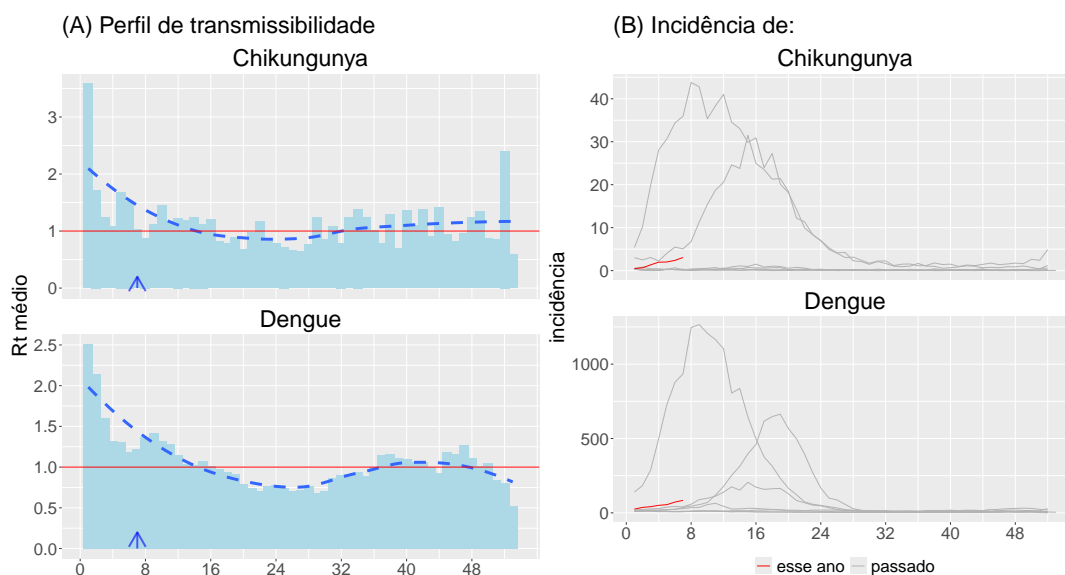 (A) Perfil de transmissibilidade
Chikungunya
3
2
1
0
Dengue
2.5
2.0
1.5
1.0
0.5
0.0
0 8 16 24 32 40 48
Rt médio
(B) Incidência de:
Chikungunya
40
30
20
10
0
Dengue
1000
500
0
0 8 16 24 32 40 48
incidência
esse ano passado